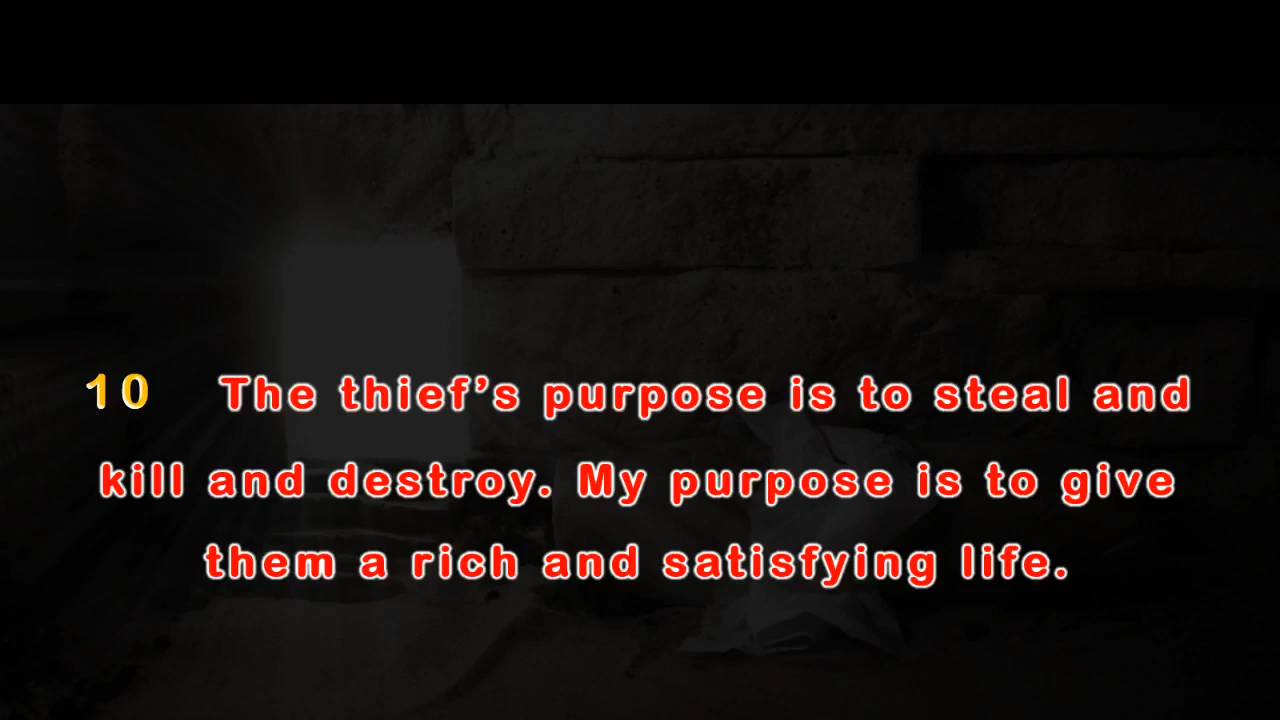 10 The thief’s purpose is to steal and
kill and destroy. My purpose is to give
them a rich and satisfying life.